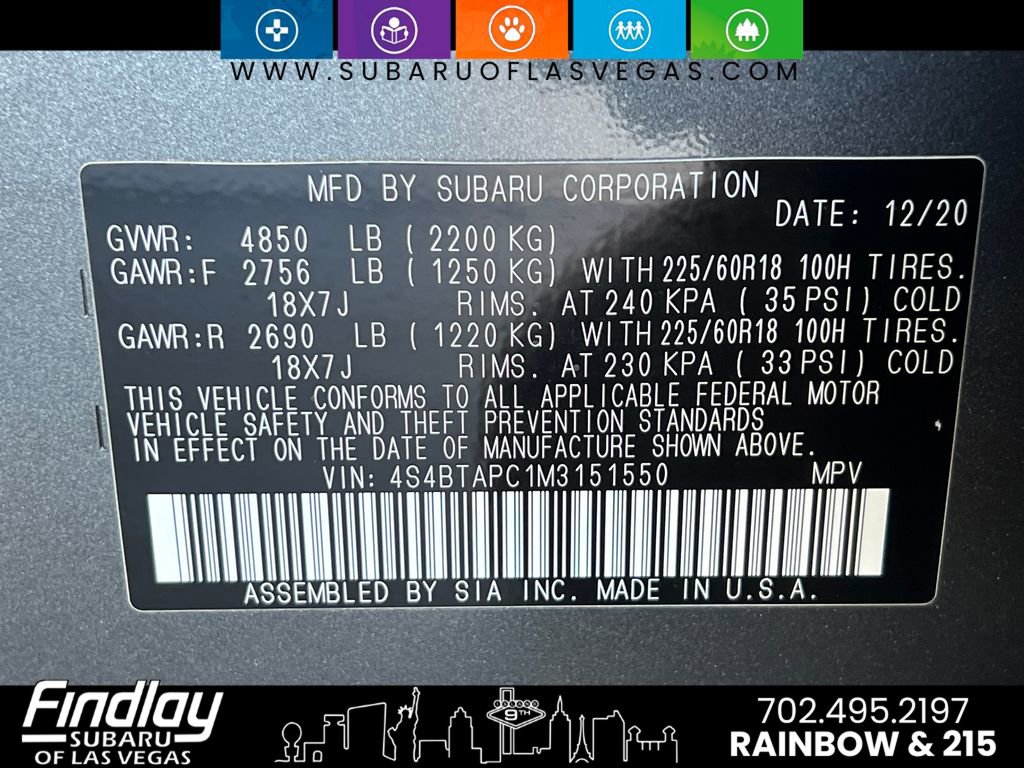 WWW.SUBARUOFLASVEGAS.COM
MFD BY SUBARU CORPORATION
DATE: 12/20
GVWR: 4850 LB ( 2200 KG)
GAWR:F 2756 LB ( 1250 KG) WITH 225/60R18 100H TIRES.
18X7J RIMS. AT 240 KPA ( 35 PSI) COLD
GAWR:R 2690 LB ( 1220 KG) WITH 225/60R18 100H TIRES.
18X7J RIMS. AT 230 KPA ( 33 PSI) COLD
THIS VEHICLE CONFORMS TO ALL APPLICABLE FEDERAL MOTOR
VEHICLE SAFETY AND THEFT PREVENTION STANDARDS
IN EFFECT ON THE DATE OF MANUFACTURE SHOWN ABOVE.
VIN: 4S4BTAPC1M3151550 MPV
ASSEMBLED BY SIA INC. MADE IN U.S.A.
Findlay
SUBARU
OF LAS VEGAS
9TH
702.495.2197
RAINBOW & 215